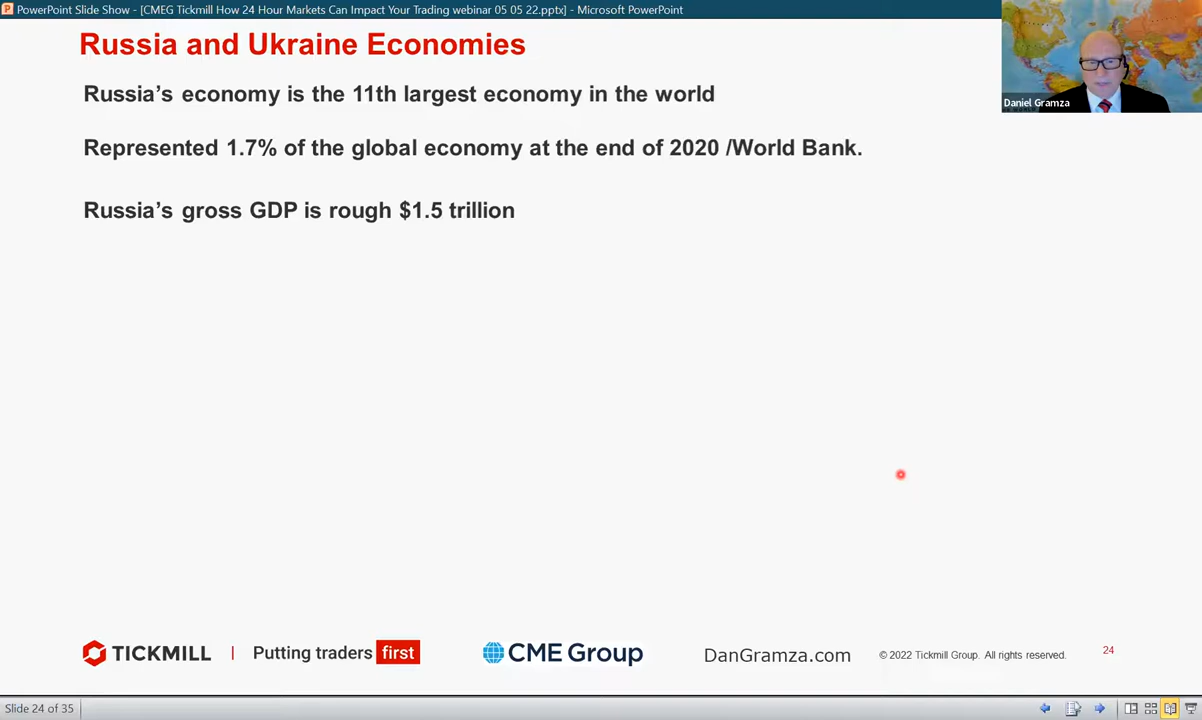 PowerPoint Slide Show - [CMEG Tickmill How 24 Hour Markets Can Impact Your Trading webinar 05 05 22.pptx] - Microsoft PowerPoint
Russia and Ukraine Economies
Daniel Gramza
Russia's economy is the 11th largest economy in the world
Represented 1.7% of the global economy at the end of 2020 /World Bank.
Russia's gross GDP is rough $1.5 trillion
TICKMILL | Putting traders first
CME Group
DanGramza.com
© 2022 Tickmill Group. All rights reserved.
24
Slide 24 of 35